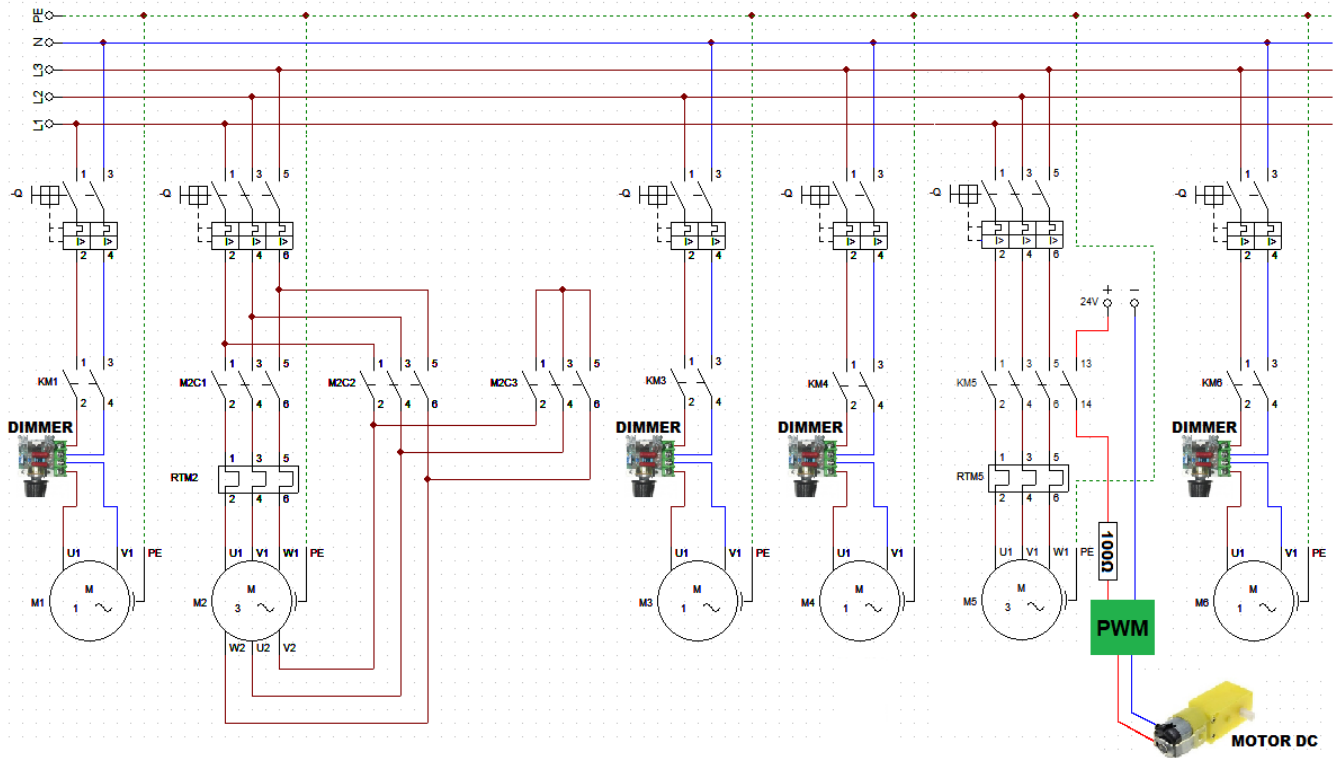 PE
N
L3
L2
L1
1 3
1 3 5
1 3
1 3
1 3 5
1 3
-Q
-Q
-Q
-Q
-Q
-Q
I> I>
I> I> I>
I> I>
I> I>
I> I> I>
I> I>
2 4
2 4 6
2 4
2 4
2 4 6
2 4
24V
+ −
1 3
1 3 5
1 3 5
1 3 5
1 3
1 3
1 3 5 13
1 3
KM1
M2C1
M2C2
M2C3
KM3
KM4
KM5
KM6
2 4
2 4 6
2 4 6
2 4 6
2 4
2 4
2 4 6 14
2 4
DIMMER
DIMMER
DIMMER
DIMMER
1 3 5
RTM2
2 4 6
1 3 5
RTM5
2 4 6
100Ω
U1 V1 PE
U1 V1 W1 PE
U1 V1 PE
U1 V1 PE
U1 V1 W1 PE
U1 V1 PE
M1
M
1
M2
M
3
M3
M
1
M4
M
1
M5
M
3
M6
M
1
PWM
W2 U2 V2
MOTOR DC